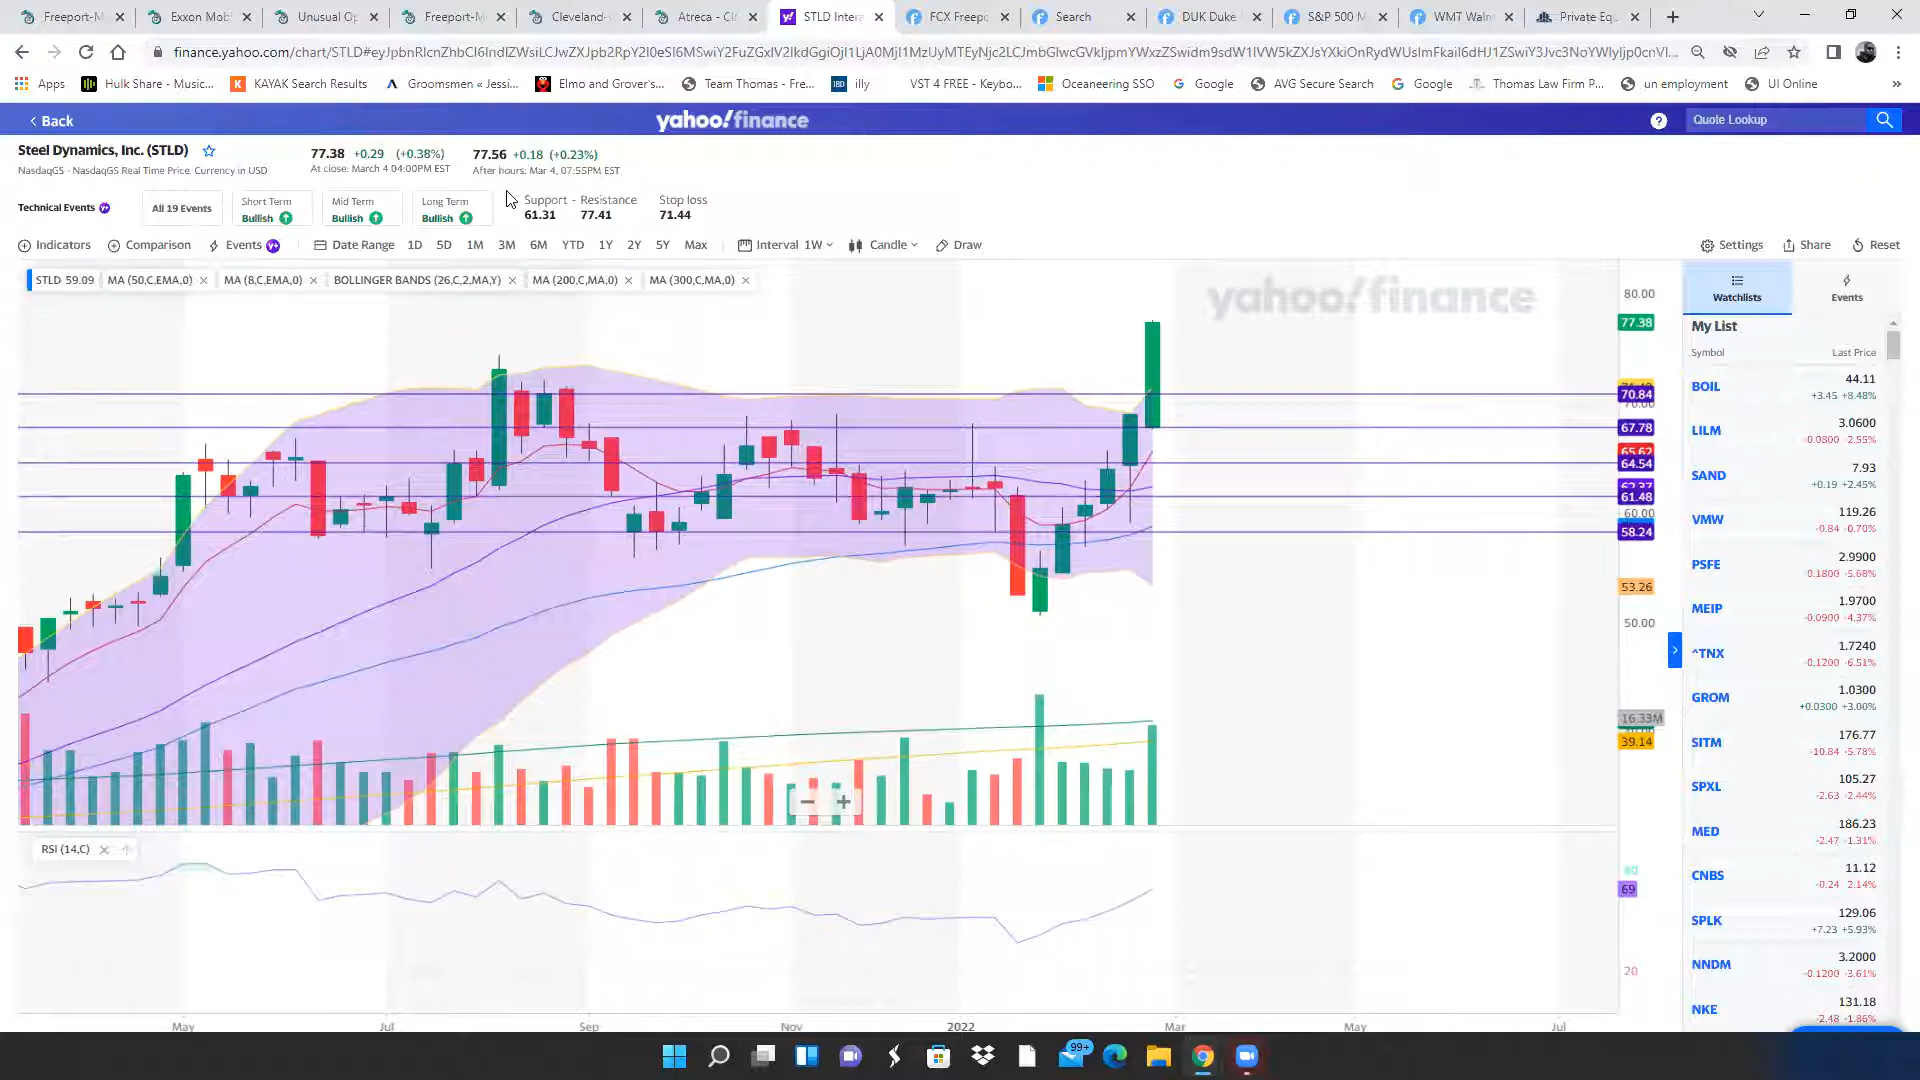 Freeport-M
Exxon Mobi
Unusual Op
Freeport-M
Cleveland-
Atreca - Cl
STLD Intera
FCX Freepo
Search
DUK Duke
S&P 500 M
WMT Walm
Private Eq
Apps
Hulk Share - Music...
KAYAK Search Results
Groomsmen « Jessi...
Elmo and Grover's...
Team Thomas - Fre...
illy
VST 4 FREE - Keybo...
Oceaneering SSO
Google
AVG Secure Search
Google
Thomas Law Firm P...
un employment
UI Online
Back
yahoo!finance
Quote Lookup
Steel Dynamics, Inc. (STLD)
NasdaqGS - NasdaqGS Real Time Price. Currency in USD
77.38 +0.29 (+0.38%)
At close: March 4 04:00PM EST
77.56 +0.18 (+0.23%)
After hours: Mar 4, 07:55PM EST
Technical Events
All 19 Events
Short Term
Bullish
Mid Term
Bullish
Long Term
Bullish
Support - Resistance
61.31 77.41
Stop loss
71.44
Indicators
Comparison
Events
Date Range
1D 5D 1M 3M 6M YTD 1Y 2Y 5Y Max
Interval 1W
Candle
Draw
Settings
Share
Reset
STLD 59.09
MA (50,C,EMA,0)
MA (8,C,EMA,0)
BOLLINGER BANDS (26,C,2,MA,Y)
MA (200,C,MA,0)
MA (300,C,MA,0)
yahoo!finance
80.00
77.38
70.84
67.78
65.62
64.54
61.48
60.00
58.24
53.26
50.00
16.33M
39.14
RSI (14,C)
80
69
20
May
Jul
Sep
Nov
2022
Mar
May
Jul
Watchlists
Events
My List
Symbol Last Price
BOIL 44.11
+3.45 +8.48%
LILM 3.0600
-0.0800 -2.55%
SAND 7.93
+0.19 +2.45%
VMW 119.26
-0.84 -0.70%
PSFE 2.9900
0.1800 -5.68%
MEIP 1.9700
-0.0900 -4.37%
^TNX 1.7240
-0.1200 -6.51%
GROM 1.0300
+0.0300 +3.00%
SITM 176.77
-10.84 -5.78%
SPXL 105.27
-2.63 -2.44%
MED 186.23
-2.47 -1.31%
CNBS 11.12
-0.24 2.14%
SPLK 129.06
+7.23 +5.93%
NNDM 3.2000
-0.1200 -3.61%
NKE 131.18
-2.48 -1.86%
99+